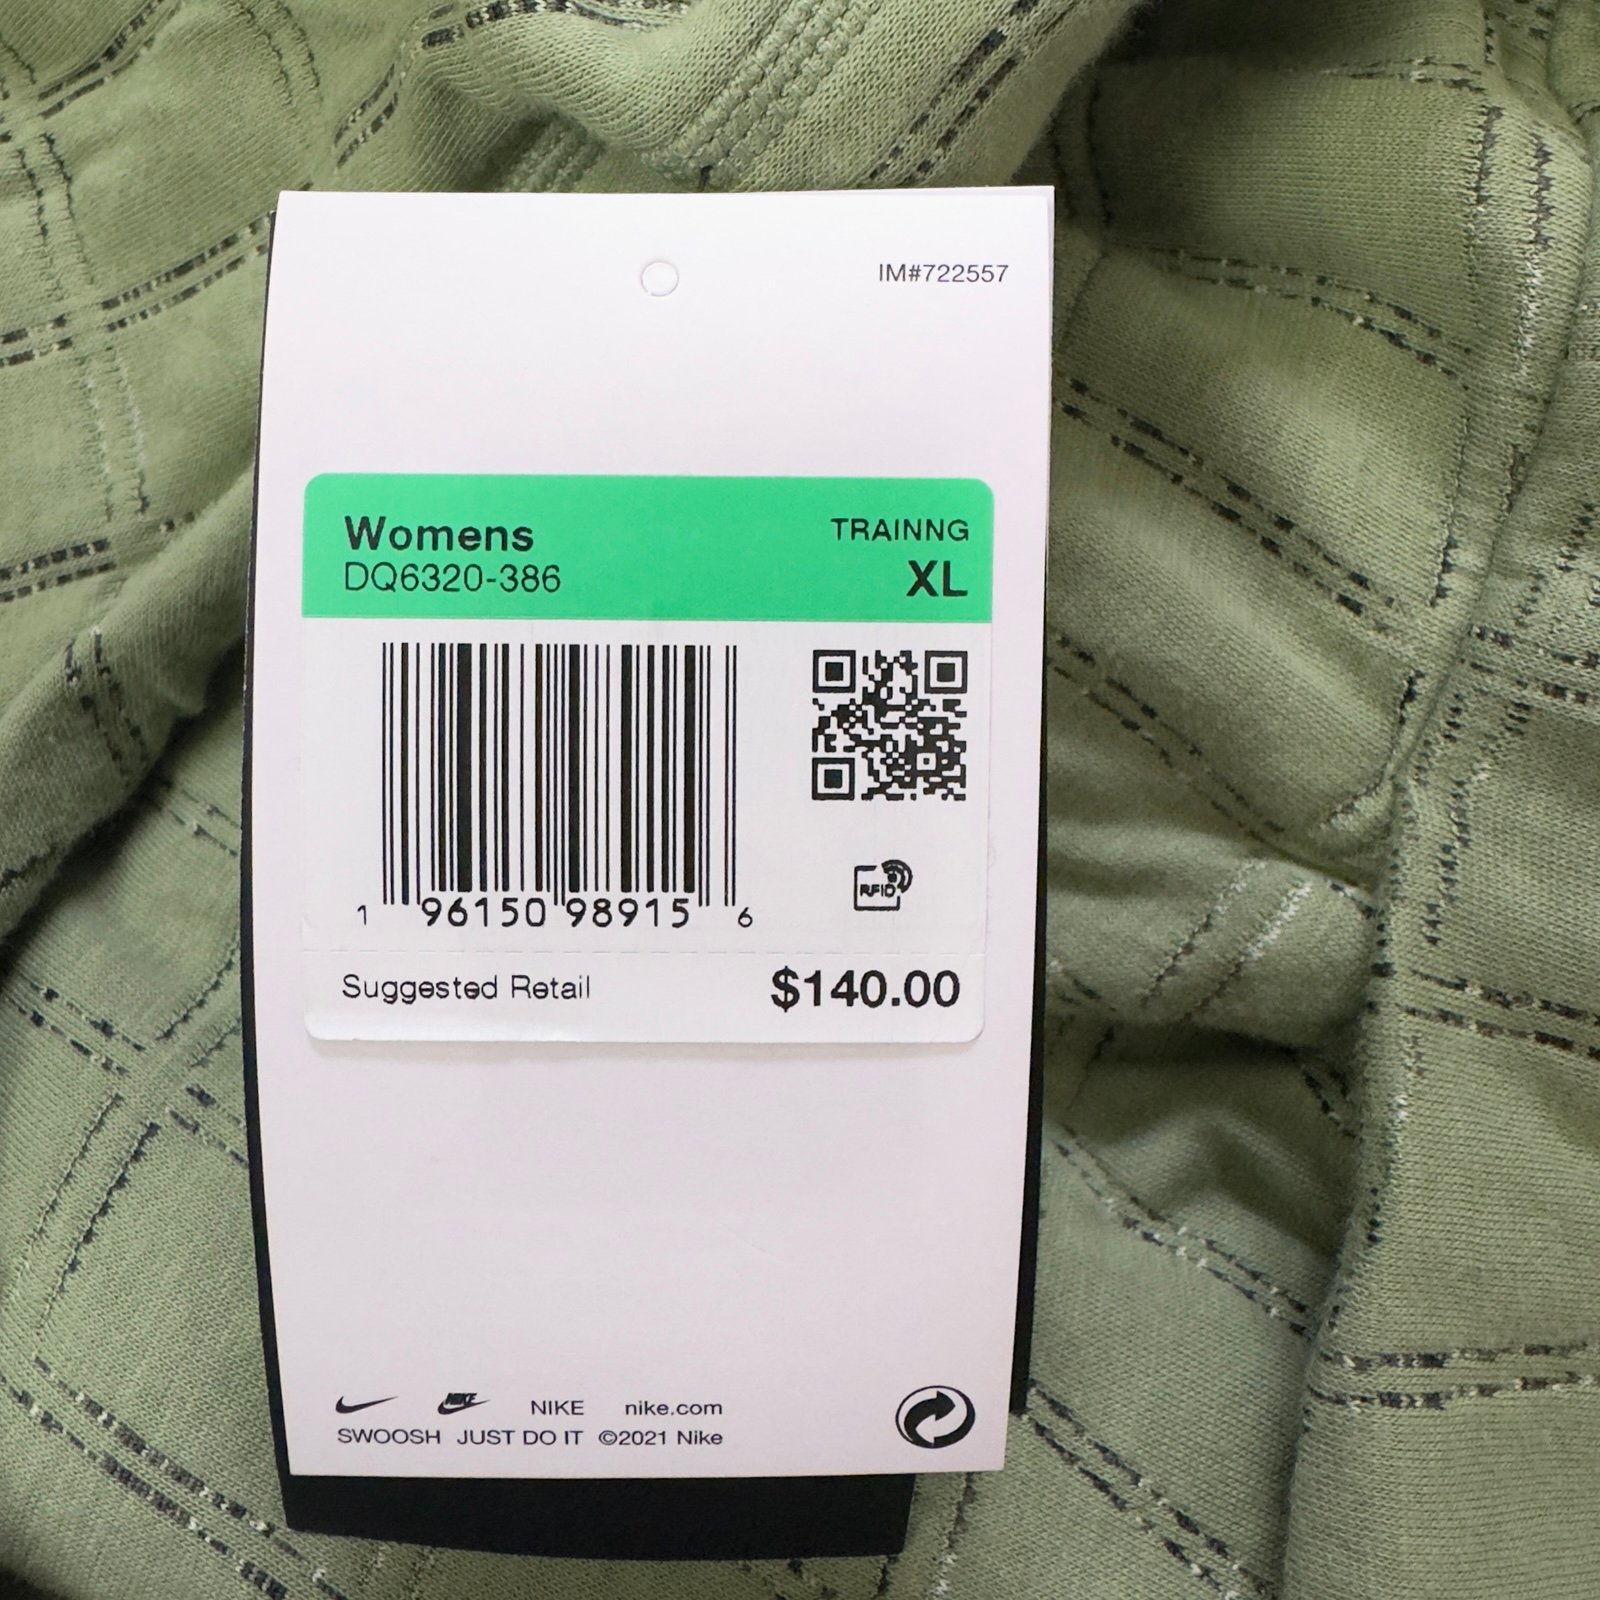 IM#722557
Womens TRAINNG
DQ6320-386 XL
RFID
1 96150 98915 6
Suggested Retail $140.00
NIKE NIKE nike.com
SWOOSH JUST DO IT ©2021 Nike